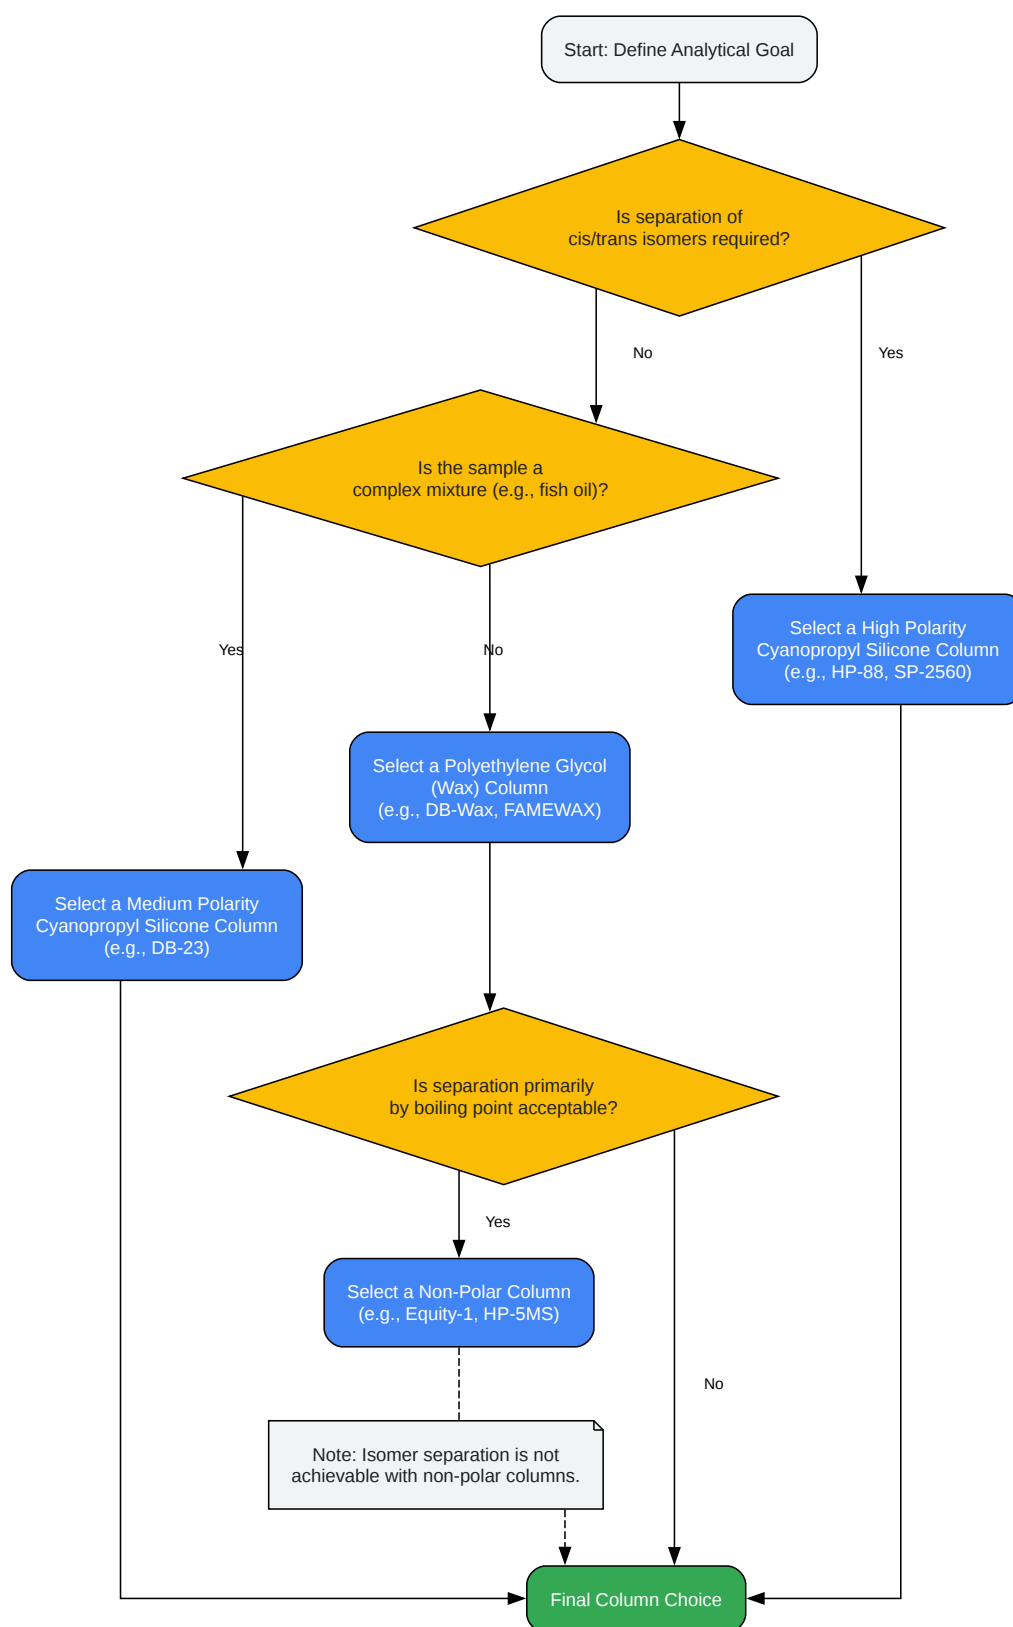 Start: Define Analytical Goal
Is separation of
cis/trans isomers required?
No
Yes
Is the sample a
complex mixture (e.g., fish oil)?
Yes
No
Select a High Polarity
Cyanopropyl Silicone Column
(e.g., HP-88, SP-2560)
Select a Polyethylene Glycol
(Wax) Column
(e.g., DB-Wax, FAMEWAX)
Select a Medium Polarity
Cyanopropyl Silicone Column
(e.g., DB-23)
Is separation primarily
by boiling point acceptable?
Yes
Select a Non-Polar Column
(e.g., Equity-1, HP-5MS)
No
Note: Isomer separation is not
achievable with non-polar columns.
Final Column Choice